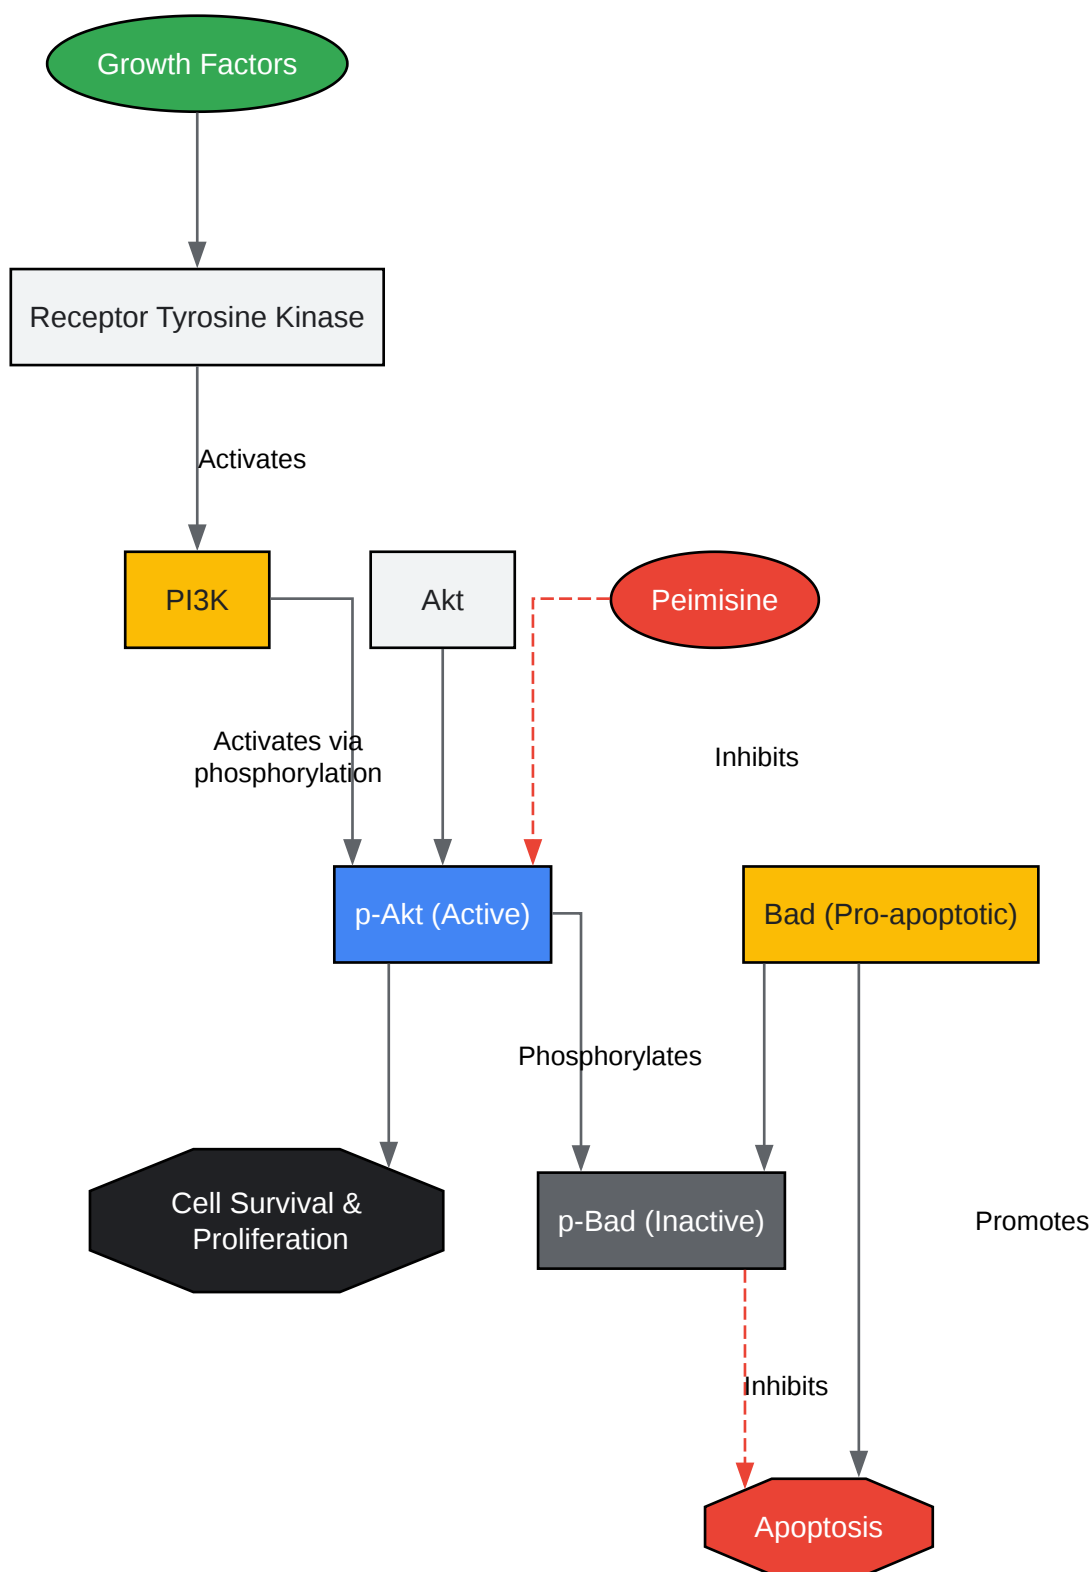 Growth Factors
Receptor Tyrosine Kinase
Activates
PI3K
Akt
Peimisine
Activates via
phosphorylation
Inhibits
p-Akt (Active)
Bad (Pro-apoptotic)
Phosphorylates
Cell Survival &
Proliferation
p-Bad (Inactive)
Promotes
Inhibits
Apoptosis